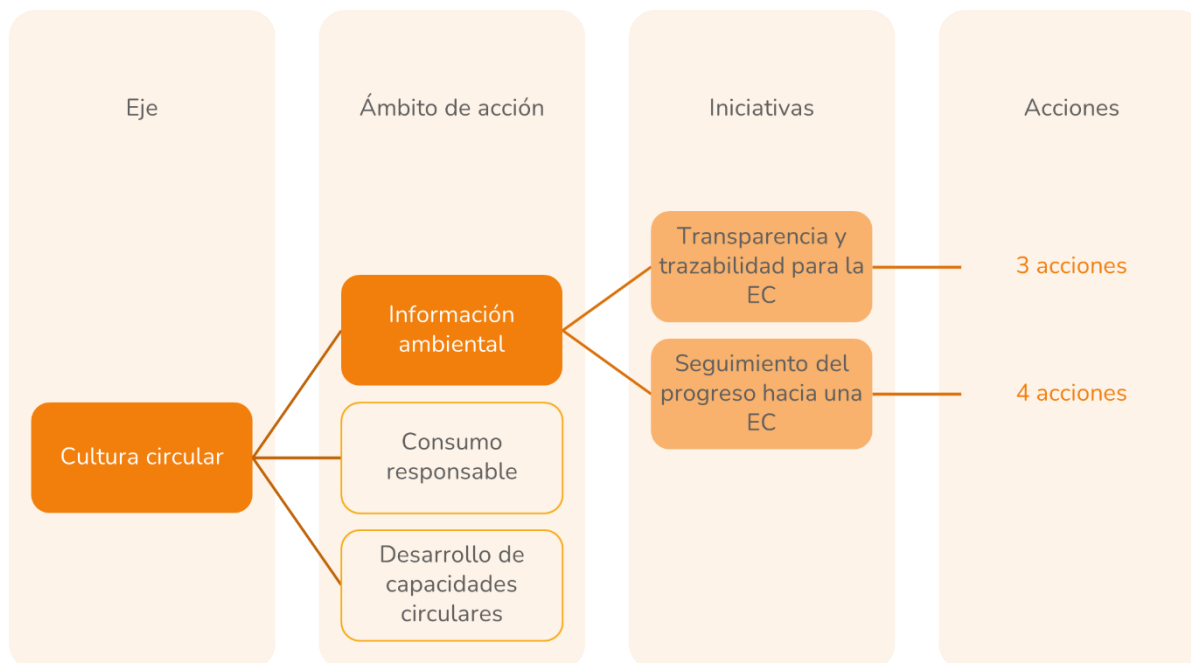 Eje
Ámbito de acción
Iniciativas
Acciones
Cultura circular
Información
ambiental
Consumo
responsable
Desarrollo de
capacidades
circulares
Transparencia y
trazabilidad para la
EC
Seguimiento del
progreso hacia una
EC
3 acciones
4 acciones